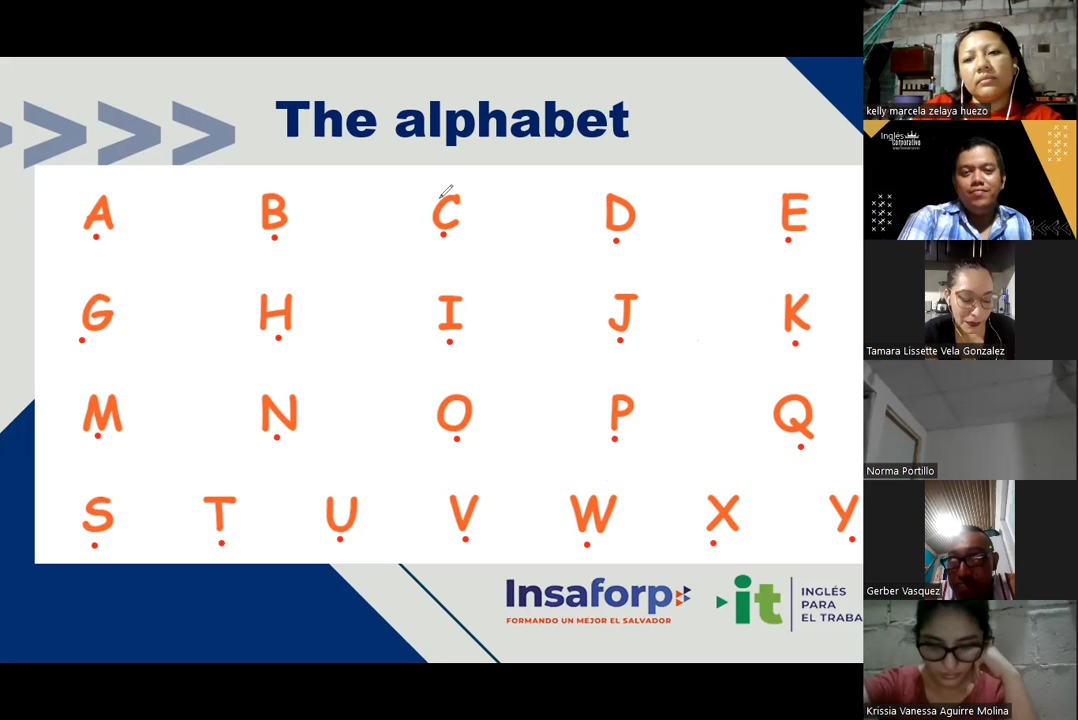 The alphabet
A B C D E
G H I J K
M N O P Q
S T U V W X Y
Insaforp
FORMANDO UN MEJOR EL SALVADOR
it
INGLÉS
PARA
EL TRABA
kelly marcela zelaya huezo
Inglés
Corporativo
Tamara Lissette Vela Gonzalez
Norma Portillo
Gerber Vasquez
Krissia Vanessa Aguirre Molina